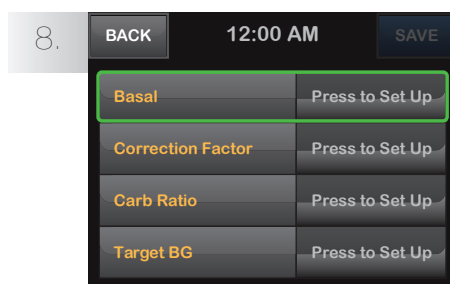 8.
BACK 12:00 AM SAVE
Basal Press to Set Up
Correction Factor Press to Set Up
Carb Ratio Press to Set Up
Target BG Press to Set Up